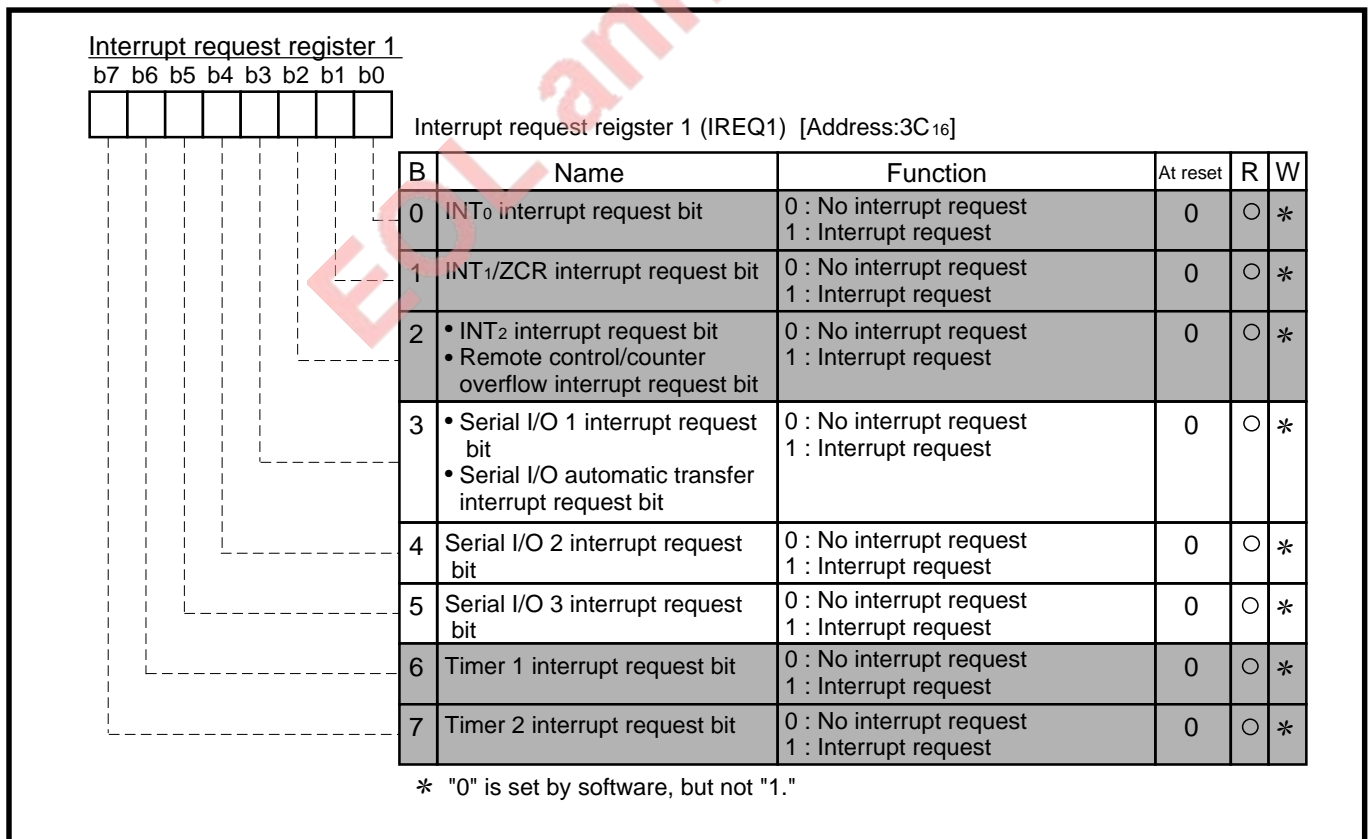 EOL ann
Interrupt request register 1
b7 b6 b5 b4 b3 b2 b1 b0
Interrupt request reigster 1 (IREQ1) [Address:3C16]
B Name Function At reset R W
0 INT0 interrupt request bit 0 : No interrupt request 0 ○ *
1 : Interrupt request
1 INT1/ZCR interrupt request bit 0 : No interrupt request 0 ○ *
1 : Interrupt request
2 • INT2 interrupt request bit 0 : No interrupt request 0 ○ *
• Remote control/counter 1 : Interrupt request
overflow interrupt request bit
3 • Serial I/O 1 interrupt request 0 : No interrupt request 0 ○ *
bit 1 : Interrupt request
• Serial I/O automatic transfer
interrupt request bit
4 Serial I/O 2 interrupt request 0 : No interrupt request 0 ○ *
bit 1 : Interrupt request
5 Serial I/O 3 interrupt request 0 : No interrupt request 0 ○ *
bit 1 : Interrupt request
6 Timer 1 interrupt request bit 0 : No interrupt request 0 ○ *
1 : Interrupt request
7 Timer 2 interrupt request bit 0 : No interrupt request 0 ○ *
1 : Interrupt request
* "0" is set by software, but not "1."